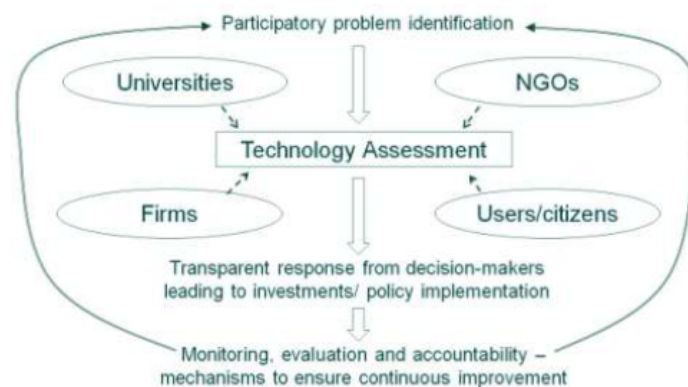 Participatory problem identification
Universities
NGOs
Technology Assessment
Firms
Users/citizens
Transparent response from decision-makers
leading to investments/ policy implementation
Monitoring, evaluation and accountability –
mechanisms to ensure continuous improvement